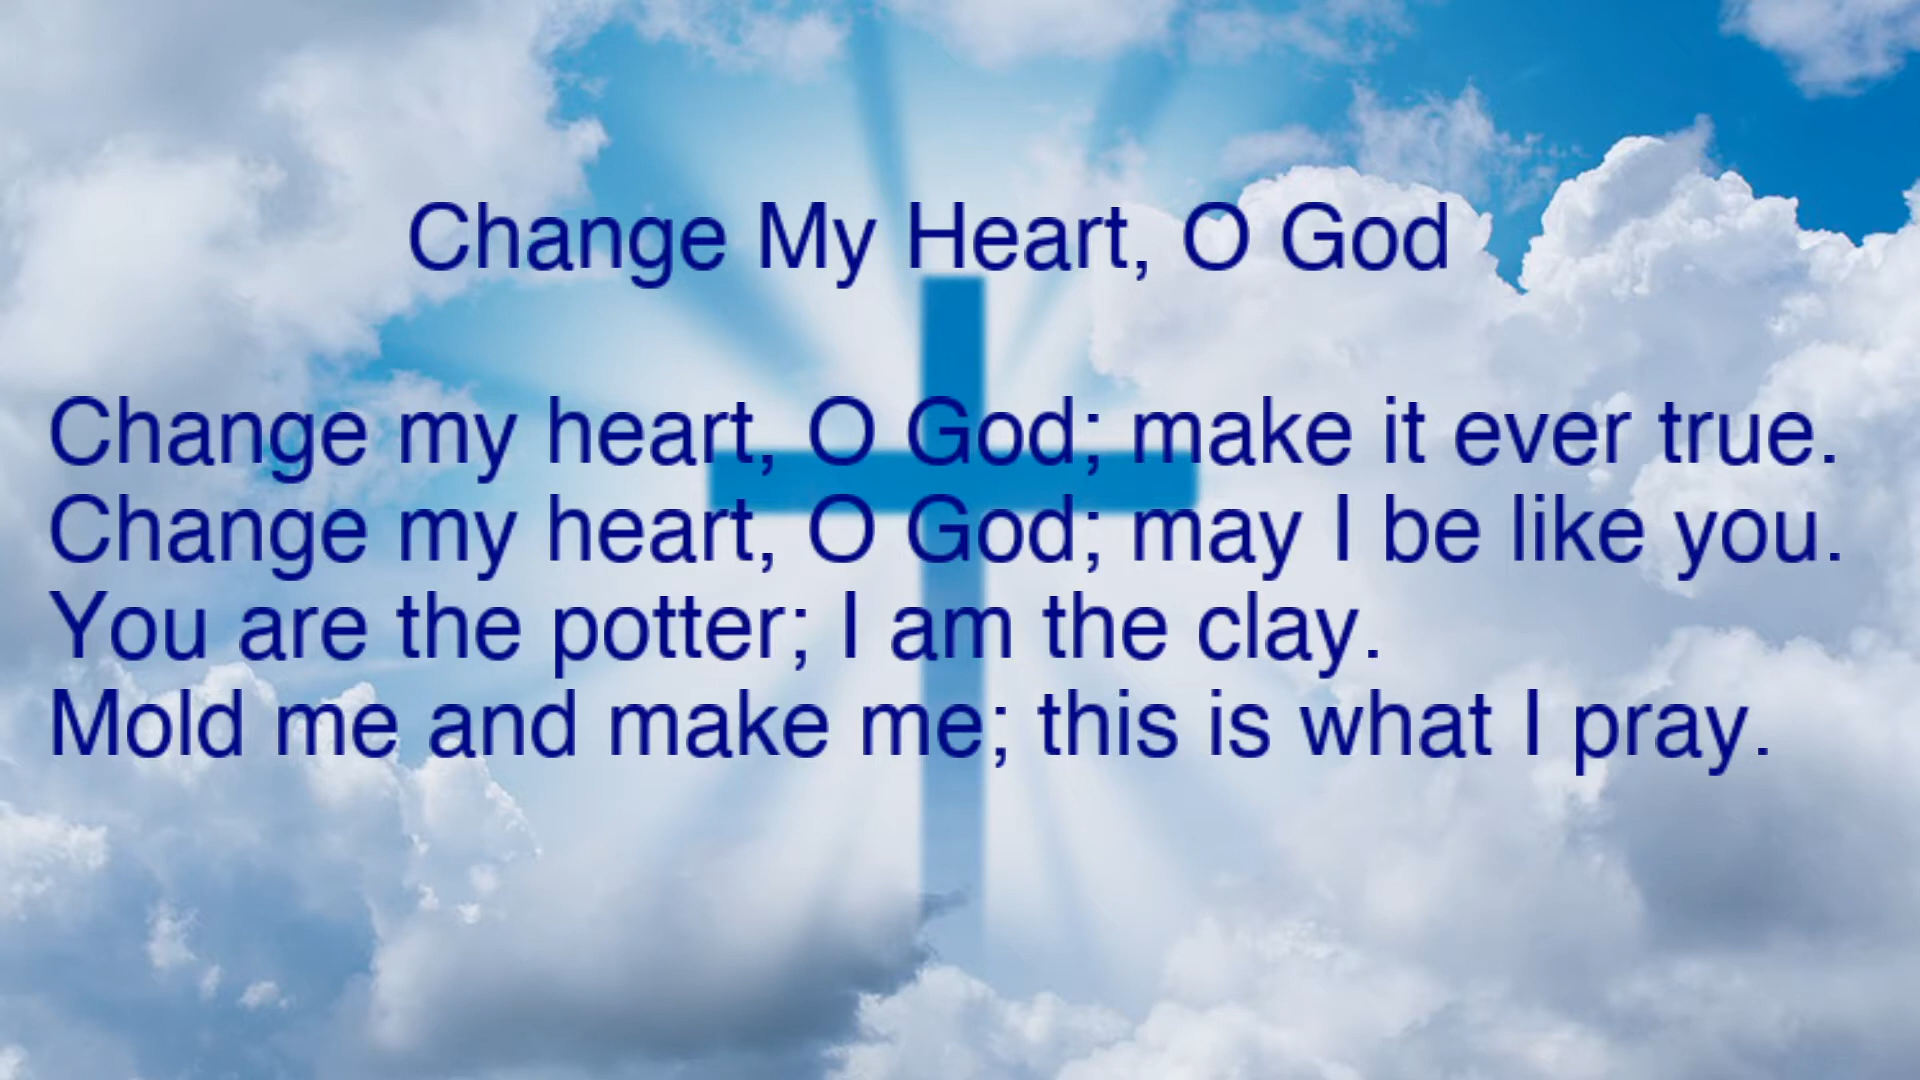 Change My Heart, O God
Change my heart, O God; make it ever true.
Change my heart, O God; may I be like you.
You are the potter; I am the clay.
Mold me and make me; this is what I pray.